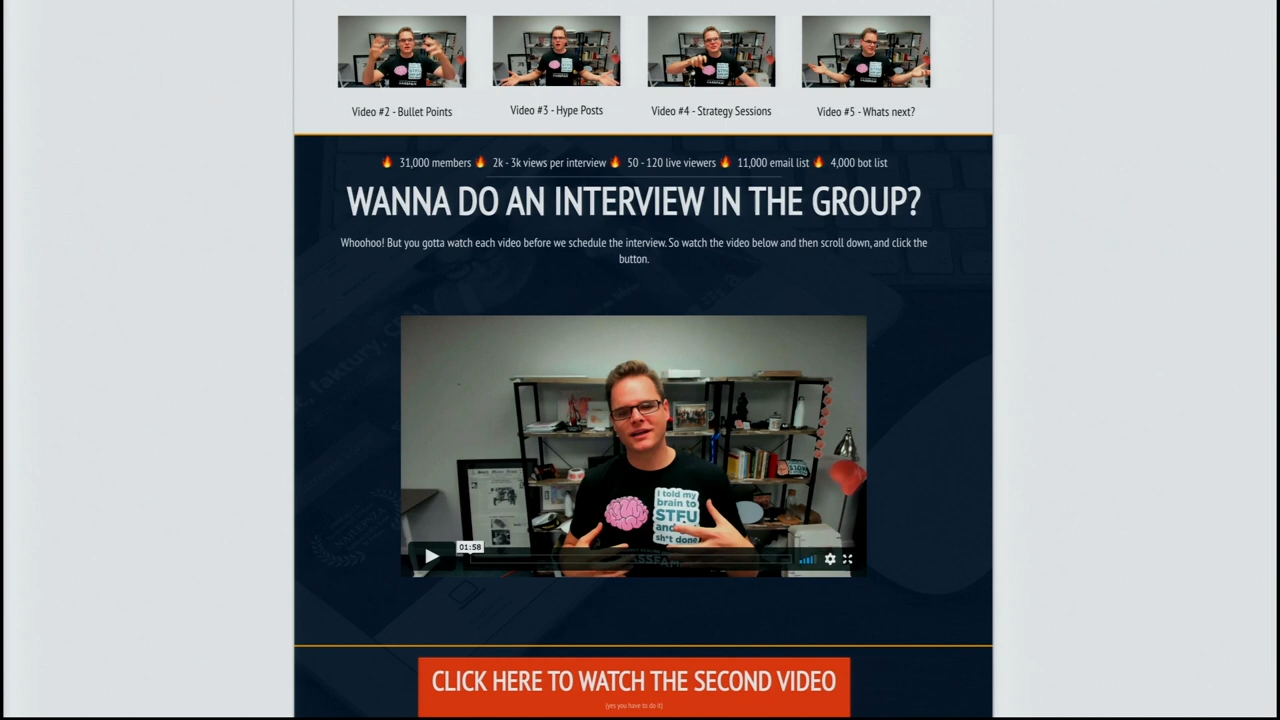 Video #2 - Bullet Points
Video #3 - Hype Posts
Video #4 - Strategy Sessions
Video #5 - Whats next?
31,000 members 2k - 3k views per interview 50 - 120 live viewers 11,000 email list 4,000 bot list
WANNA DO AN INTERVIEW IN THE GROUP?
Whoohoo! But you gotta watch each video before we schedule the interview. So watch the video below and then scroll down, and click the
button.
I told my
brain to
STFU
and
sh*t done
01:58
CLICK HERE TO WATCH THE SECOND VIDEO
(yes you have to do it)